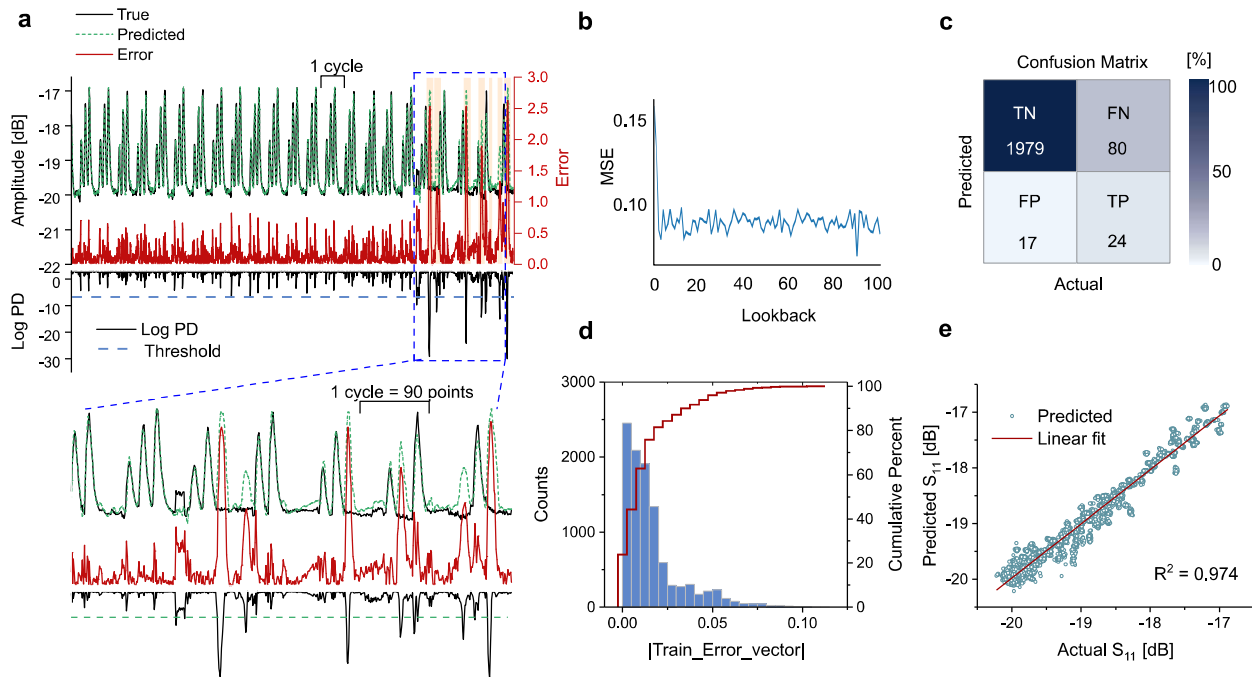 a
True
Predicted
Error
1 cycle
Amplitude [dB]
-17
-18
-19
-20
-21
-22
3.0
2.5
2.0
1.5
1.0
0.5
0.0
Error
Log PD
0
-10
-20
-30
Log PD
Threshold
1 cycle = 90 points
b
MSE
0.15
0.10
0
20
40
60
80
100
Lookback
c
Confusion Matrix
[%]
Predicted
TN
1979
FN
80
FP
17
TP
24
Actual
100
50
0
d
Counts
3000
2000
1000
0
100
90
80
70
60
50
40
30
20
10
0
Cumulative Percent
0.00
0.05
0.10
|Train_Error_vector|
e
Predicted S11 [dB]
-17
-18
-19
-20
Predicted
Linear fit
R2 = 0,974
-20
-19
-18
-17
Actual S11 [dB]